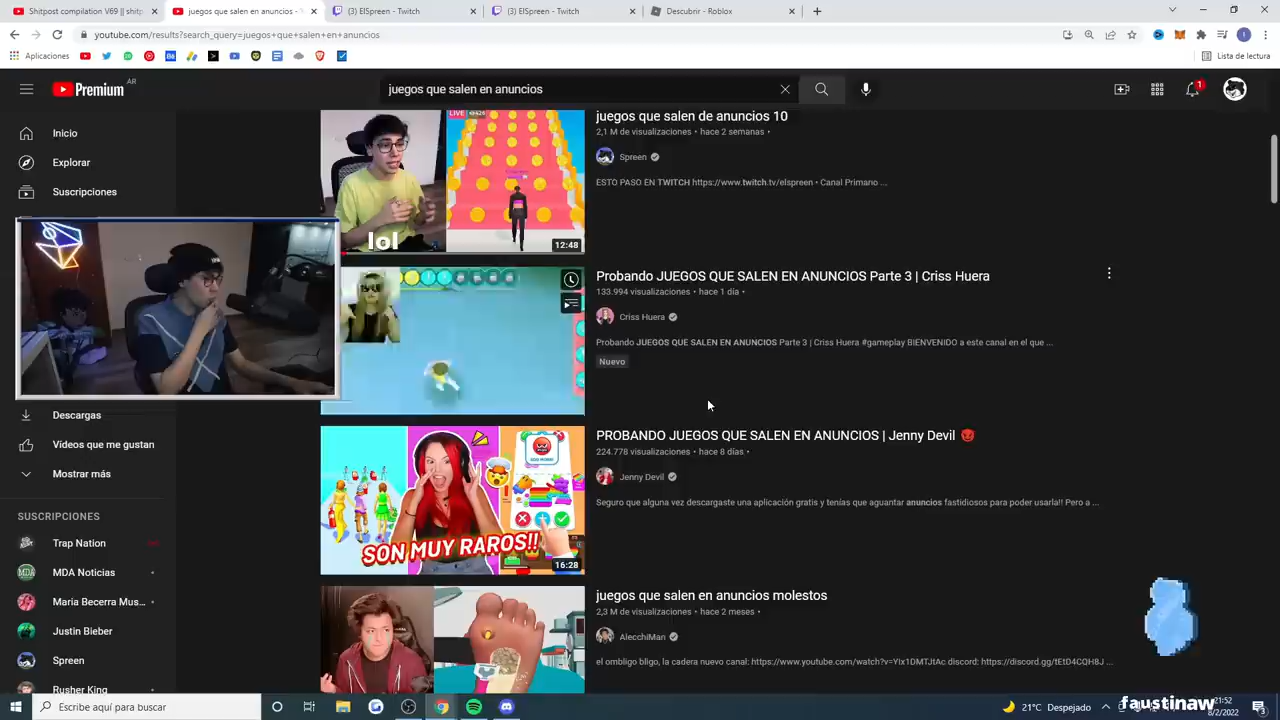 Shitpost compilation V69 || shitp
juegos que salen en anuncios - Y
(3) ElSpreen - Twitch
(3) ElSpreen - Twitch
Descubrir - Roblox
youtube.com/results?search_query=juegos+que+salen+en+anuncios
Aplicaciones
Lista de lectura
Premium AR
juegos que salen en anuncios
1
Inicio
Explorar
Suscripciones
Descargas
Vídeos que me gustan
Mostrar más
SUSCRIPCIONES
Trap Nation
MDA Noticias
Maria Becerra Mus...
Justin Bieber
Spreen
Rusher King
LIVE
lol
12:48
juegos que salen de anuncios 10
2,1 M de visualizaciones • hace 2 semanas •
Spreen
ESTO PASO EN TWITCH https://www.twitch.tv/elspreen • Canal Primario ...
Probando JUEGOS QUE SALEN EN ANUNCIOS Parte 3 | Criss Huera
133.994 visualizaciones • hace 1 día •
Criss Huera
Probando JUEGOS QUE SALEN EN ANUNCIOS Parte 3 | Criss Huera #gameplay BIENVENIDO a este canal en el que ...
Nuevo
SON MUY RAROS!!
16:28
PROBANDO JUEGOS QUE SALEN EN ANUNCIOS | Jenny Devil
224.778 visualizaciones • hace 8 días •
Jenny Devil
Seguro que alguna vez descargaste una aplicación gratis y tenías que aguantar anuncios fastidiosos para poder usarla!! Pero a ...
juegos que salen en anuncios molestos
2,3 M de visualizaciones • hace 2 meses •
AlecchiMan
el ombligo bligo, la cadera nuevo canal: https://www.youtube.com/watch?v=Ylx1DMTJtAc discord: https://discord.gg/tEtD4CQH8J ...
Escribe aquí para buscar
21°C Despejado
faustinaw
21:52
8/2/2022